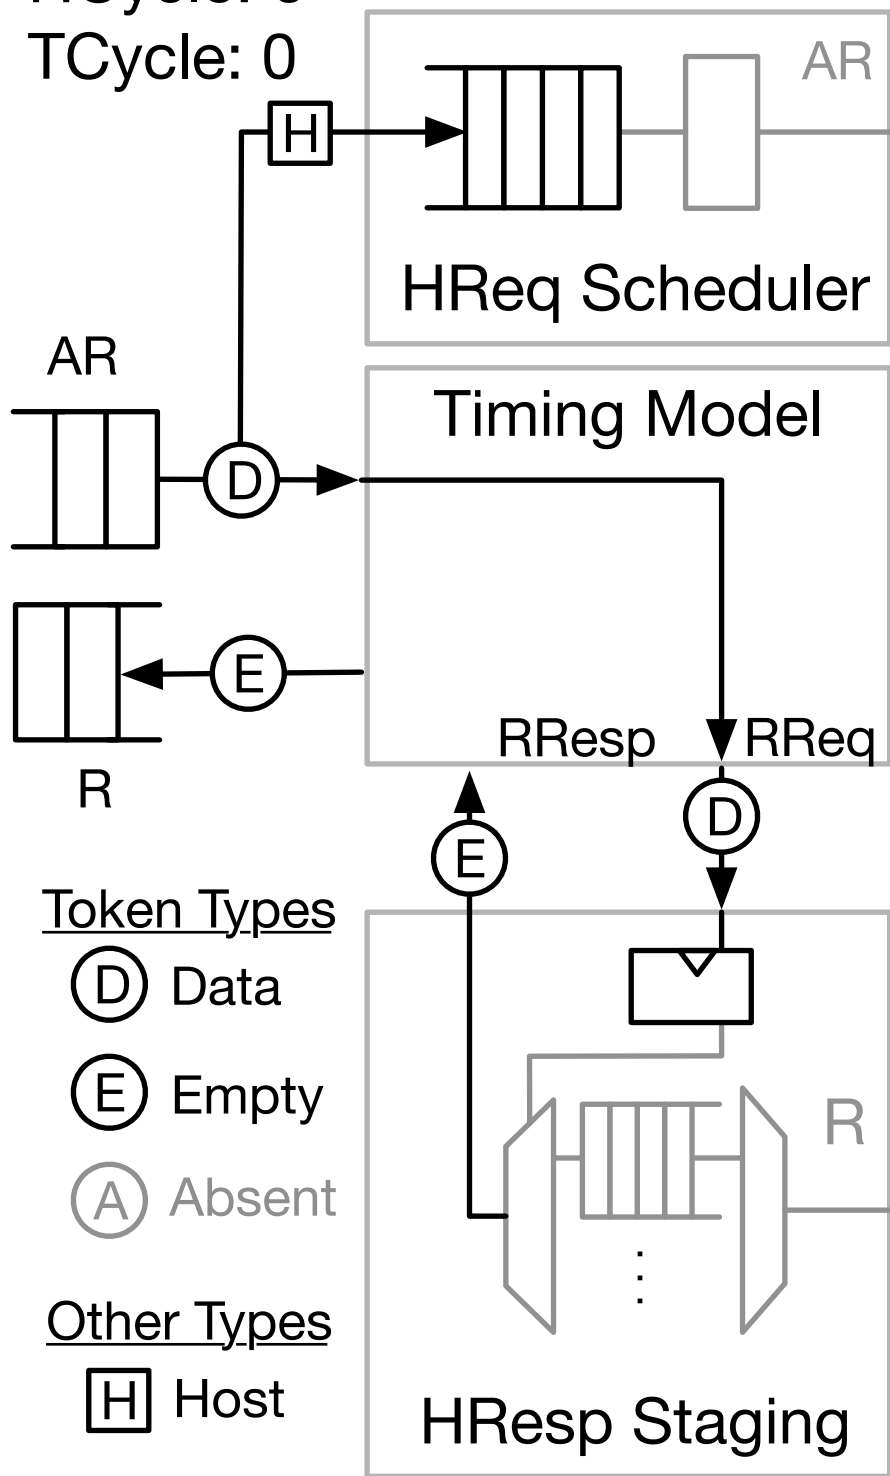 TCycle: 0
AR
H
HReq Scheduler
AR
Timing Model
D
E
R
RResp
RReq
D
E
Token Types
D Data
E Empty
A Absent
R
Other Types
H Host
HResp Staging